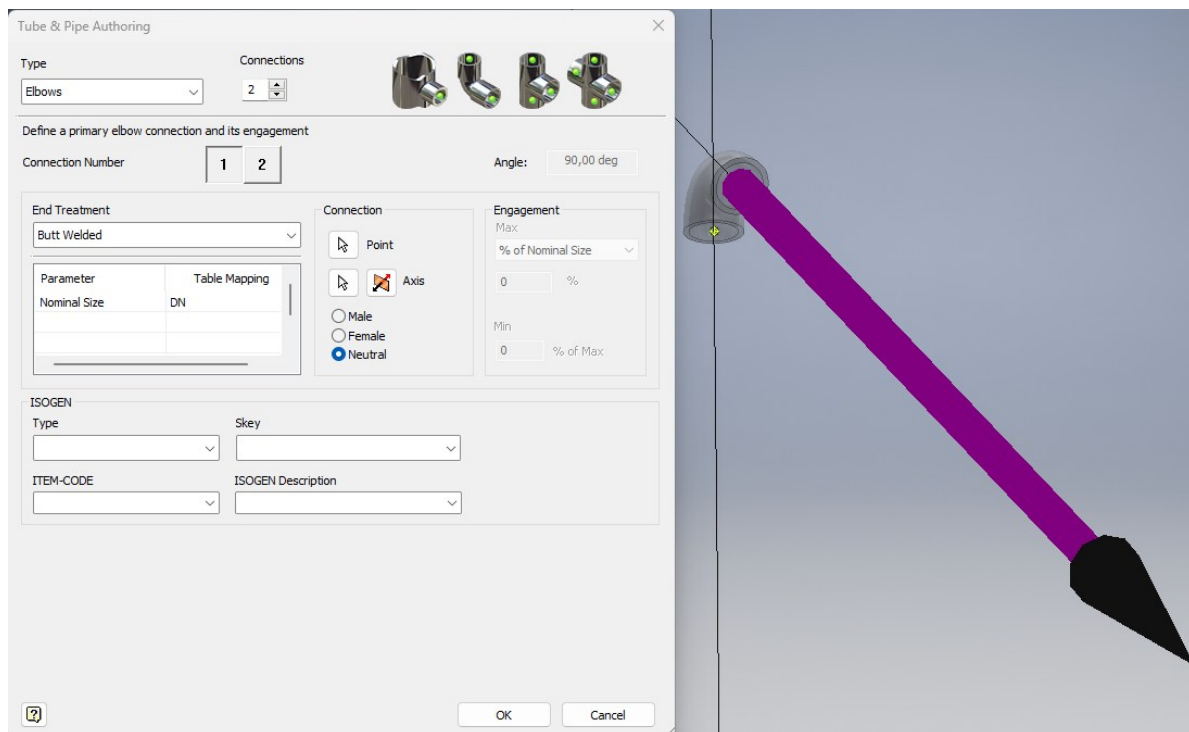 Tube & Pipe Authoring
Type
Connections
Elbows
2
Define a primary elbow connection and its engagement
Connection Number
1
2
Angle:
90,00 deg
End Treatment
Butt Welded
Parameter
Table Mapping
Nominal Size
DN
Connection
Point
Axis
Male
Female
Neutral
Engagement
Max
% of Nominal Size
0
%
Min
0
% of Max
ISOGEN
Type
Skey
ITEM-CODE
ISOGEN Description
?
OK
Cancel